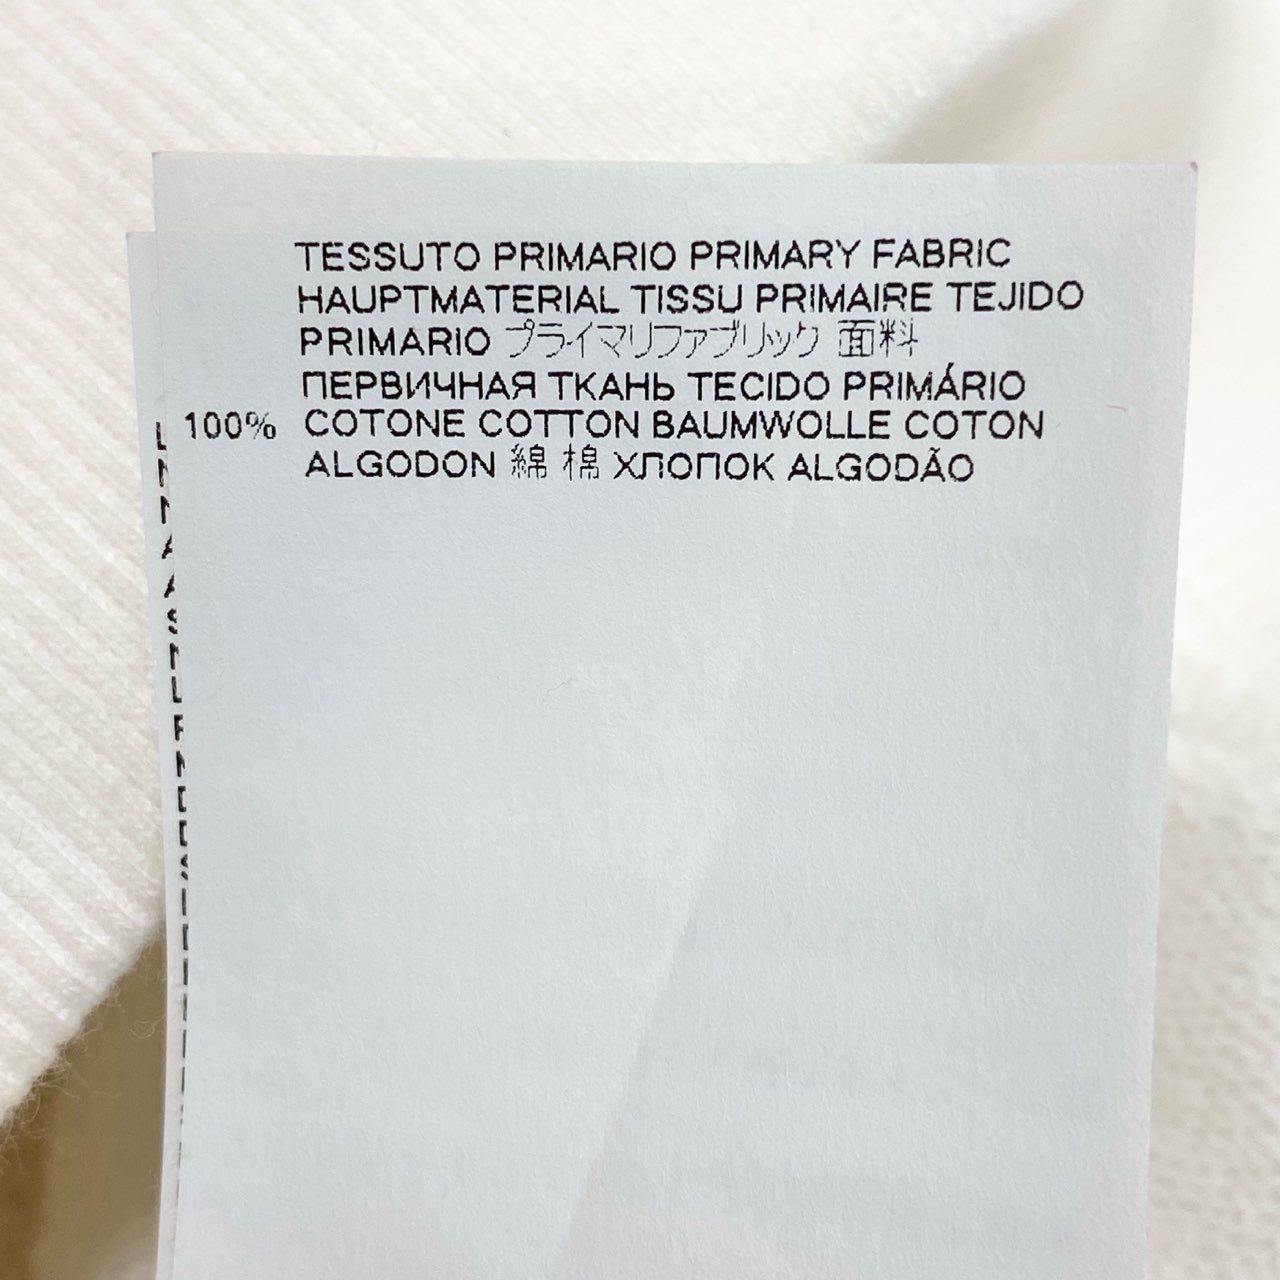 TESSUTO PRIMARIO PRIMARY FABRIC
HAUPTMATERIAL TISSU PRIMAIRE TEJIDO
PRIMARIO プライマリファブリック 面料
ПЕРВИЧНАЯ ТКАНЬ TECIDO PRIMÁRIO
100% COTONE COTTON BAUMWOLLE COTON
ALGODON 綿 棉 ХЛОПОК ALGODÃO